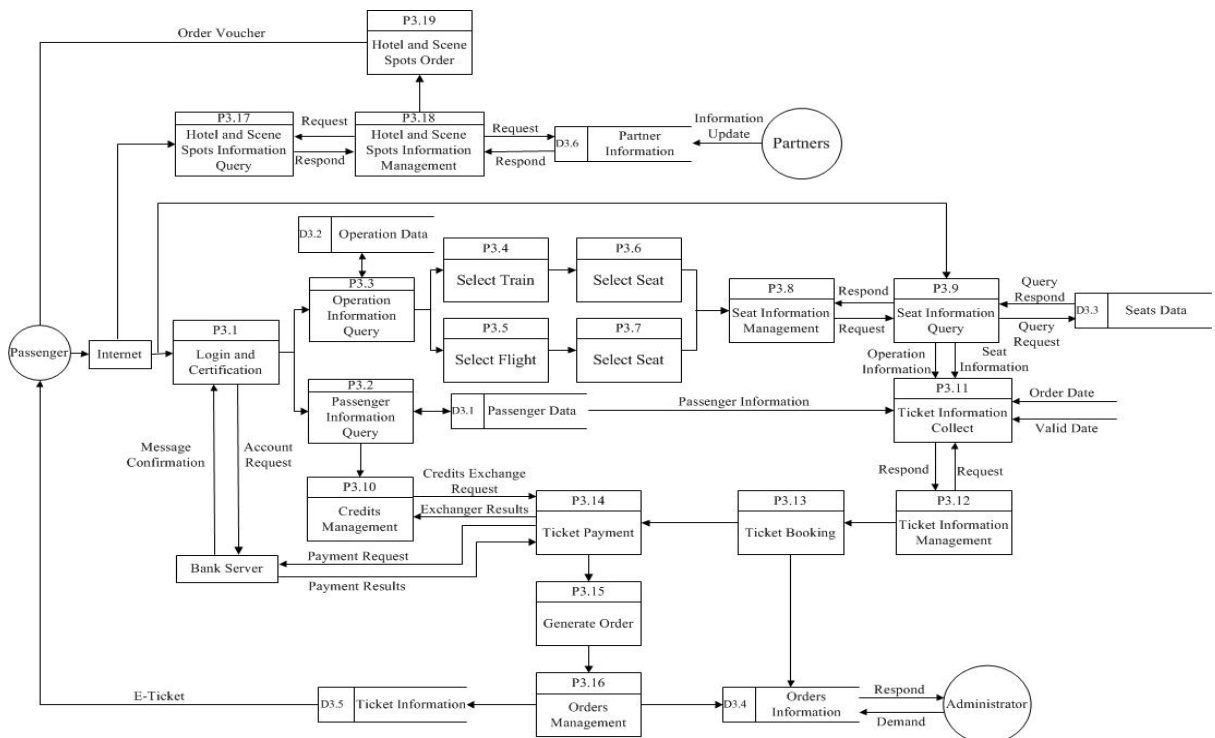 P3.19
Order Voucher
Hotel and Scene
Spots Order
P3.17
Hotel and Scene
Spots Information
Query
Request
Respond
P3.18
Hotel and Scene
Spots Information
Management
Request
Respond
D3.6
Partner
Information
Information
Update
Partners
D3.2
Operation Data
P3.3
Operation
Information
Query
P3.4
Select Train
P3.6
Select Seat
P3.5
Select Flight
P3.7
Select Seat
P3.8
Seat Information
Management
Respond
Request
P3.9
Seat Information
Query
Query
Respond
Query
Request
D3.3
Seats Data
Passenger
Internet
P3.1
Login and
Certification
Operation
Information
Seat
Information
P3.2
Passenger
Information
Query
D3.1
Passenger Data
Passenger Information
P3.11
Ticket Information
Collect
Order Date
Valid Date
Message
Confirmation
Account
Request
Respond
Request
P3.10
Credits
Management
Credits Exchange
Request
Exchanger Results
P3.14
Ticket Payment
P3.13
Ticket Booking
P3.12
Ticket Information
Management
Bank Server
Payment Request
Payment Results
P3.15
Generate Order
P3.16
Orders
Management
E-Ticket
D3.5
Ticket Information
D3.4
Orders
Information
Respond
Demand
Administrator